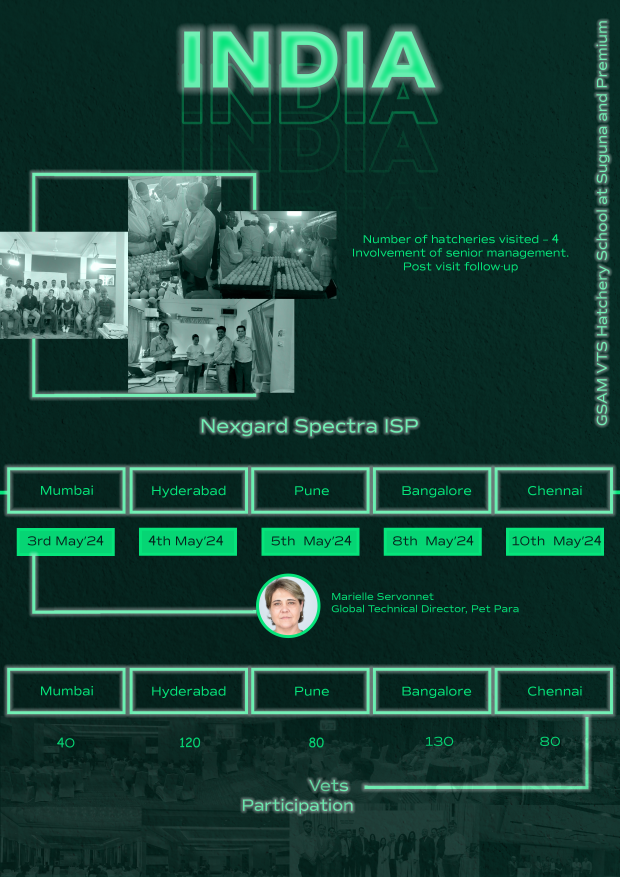 INDIA
INDIA
INDIA
GSAM VTS Hatchery School at Suguna and Premium
Number of hatcheries visited – 4
Involvement of senior management.
Post visit follow-up
Nexgard Spectra ISP
Mumbai
Hyderabad
Pune
Bangalore
Chennai
3rd May'24
4th May'24
5th May'24
8th May'24
10th May'24
Marielle Servonnet
Global Technical Director, Pet Para
Mumbai
Hyderabad
Pune
Bangalore
Chennai
40
120
80
130
80
Vets
Participation